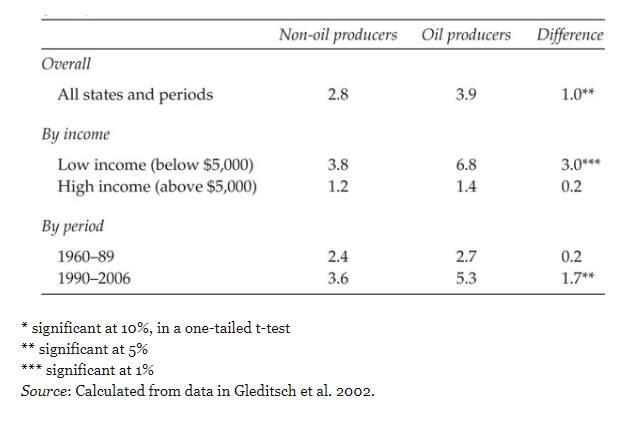 Non-oil producers Oil producers Difference
Overall
All states and periods 2.8 3.9 1.0**
By income
Low income (below $5,000) 3.8 6.8 3.0***
High income (above $5,000) 1.2 1.4 0.2
By period
1960–89 2.4 2.7 0.2
1990–2006 3.6 5.3 1.7**
* significant at 10%, in a one-tailed t-test
** significant at 5%
*** significant at 1%
Source: Calculated from data in Gleditsch et al. 2002.